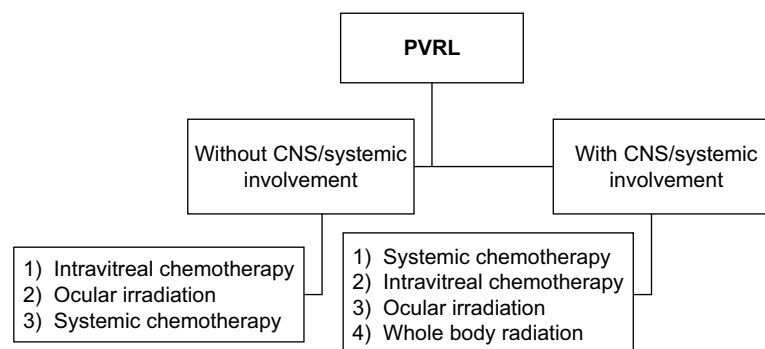 PVRL
Without CNS/systemic
involvement
With CNS/systemic
involvement
1) Intravitreal chemotherapy
2) Ocular irradiation
3) Systemic chemotherapy
1) Systemic chemotherapy
2) Intravitreal chemotherapy
3) Ocular irradiation
4) Whole body radiation